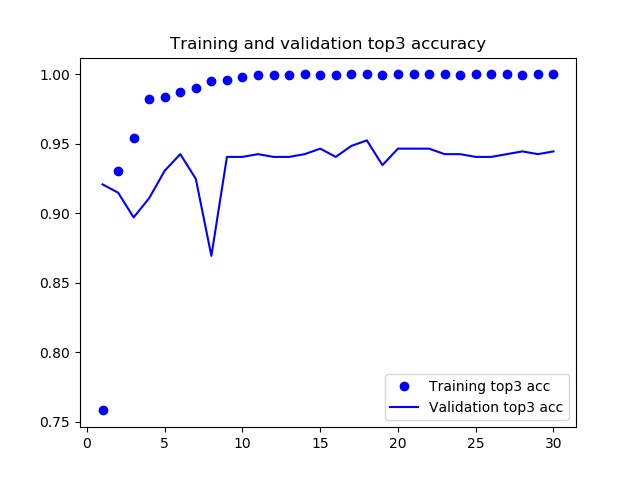 Training and validation top3 accuracy
1.00
0.95
0.90
0.85
0.80
0.75
0 5 10 15 20 25 30
Training top3 acc
Validation top3 acc